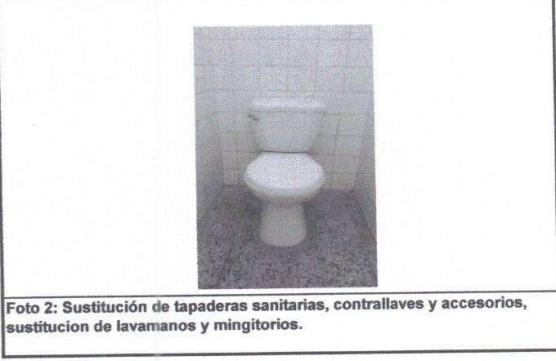 Foto 2: Sustitución de tapaderas sanitarias, contrallaves y accesorios,
sustitucion de lavamanos y mingitorios.